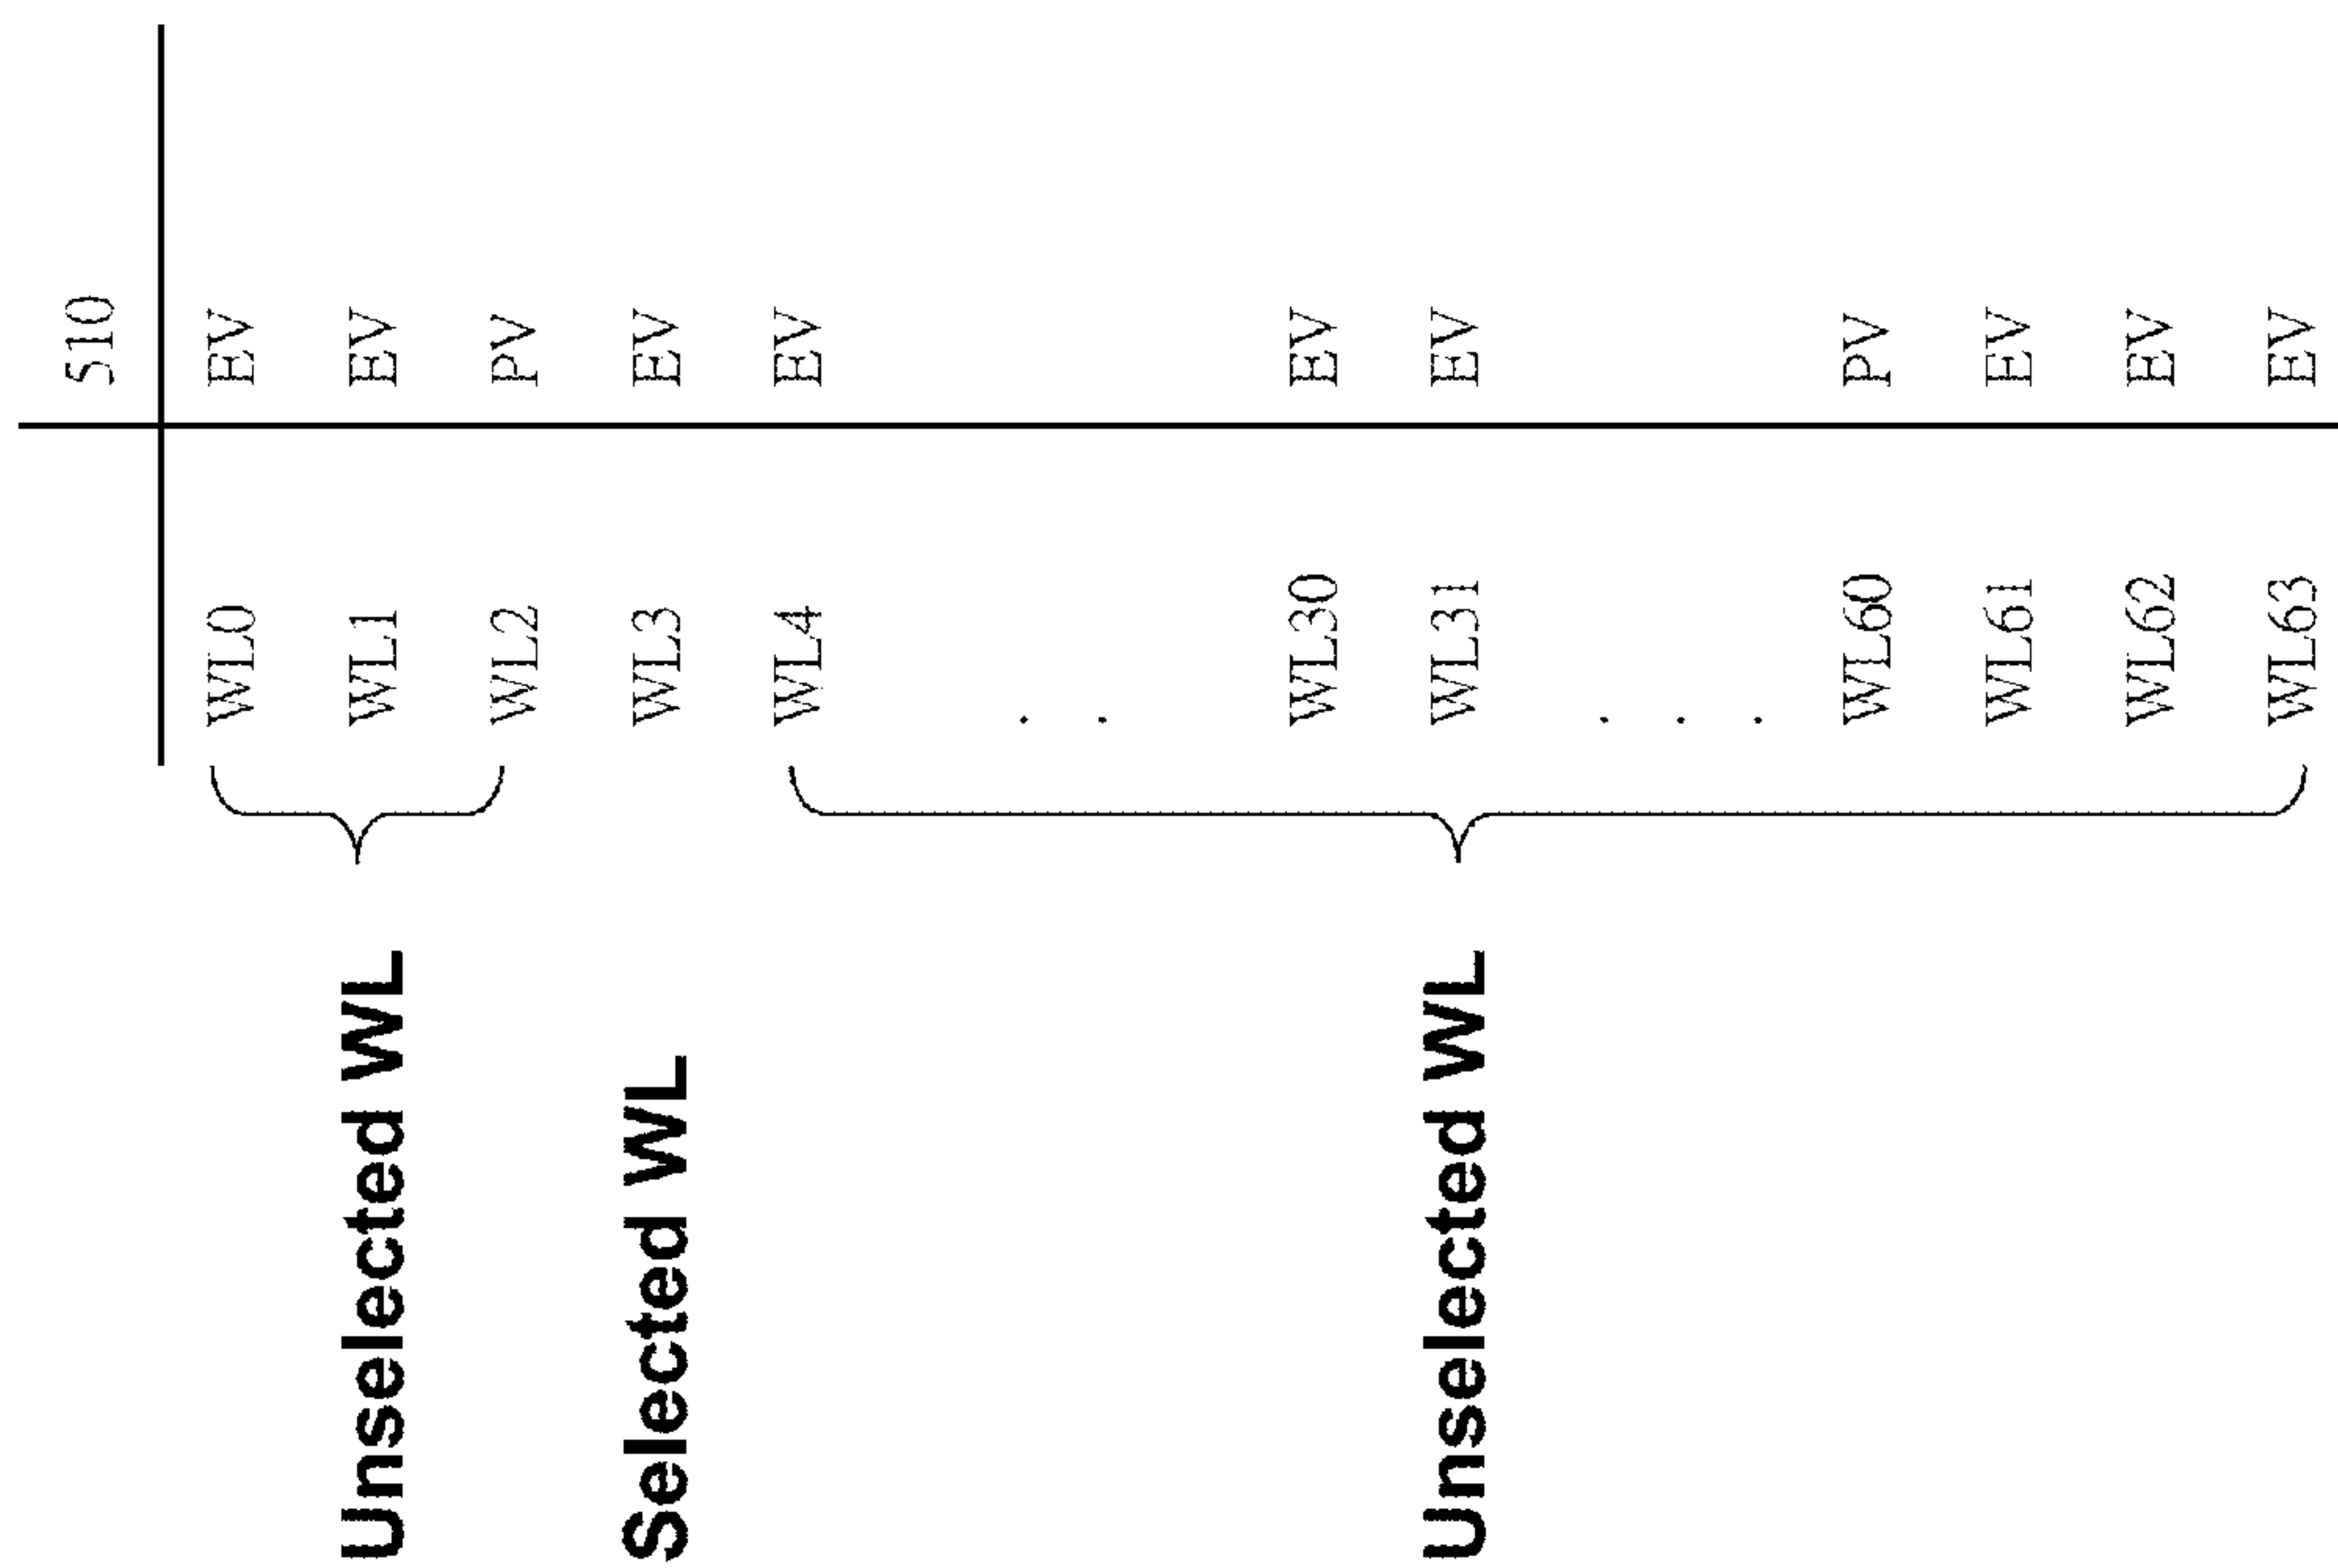 510
Unselected WL
WL0 EV
WL1 EV
WL2 PV
Selected WL WL3 EV
WL4 EV
. .
WL30 EV
Unselected WL WL31 EV
. . .
WL60 PV
WL61 EV
WL62 EV
WL63 EV